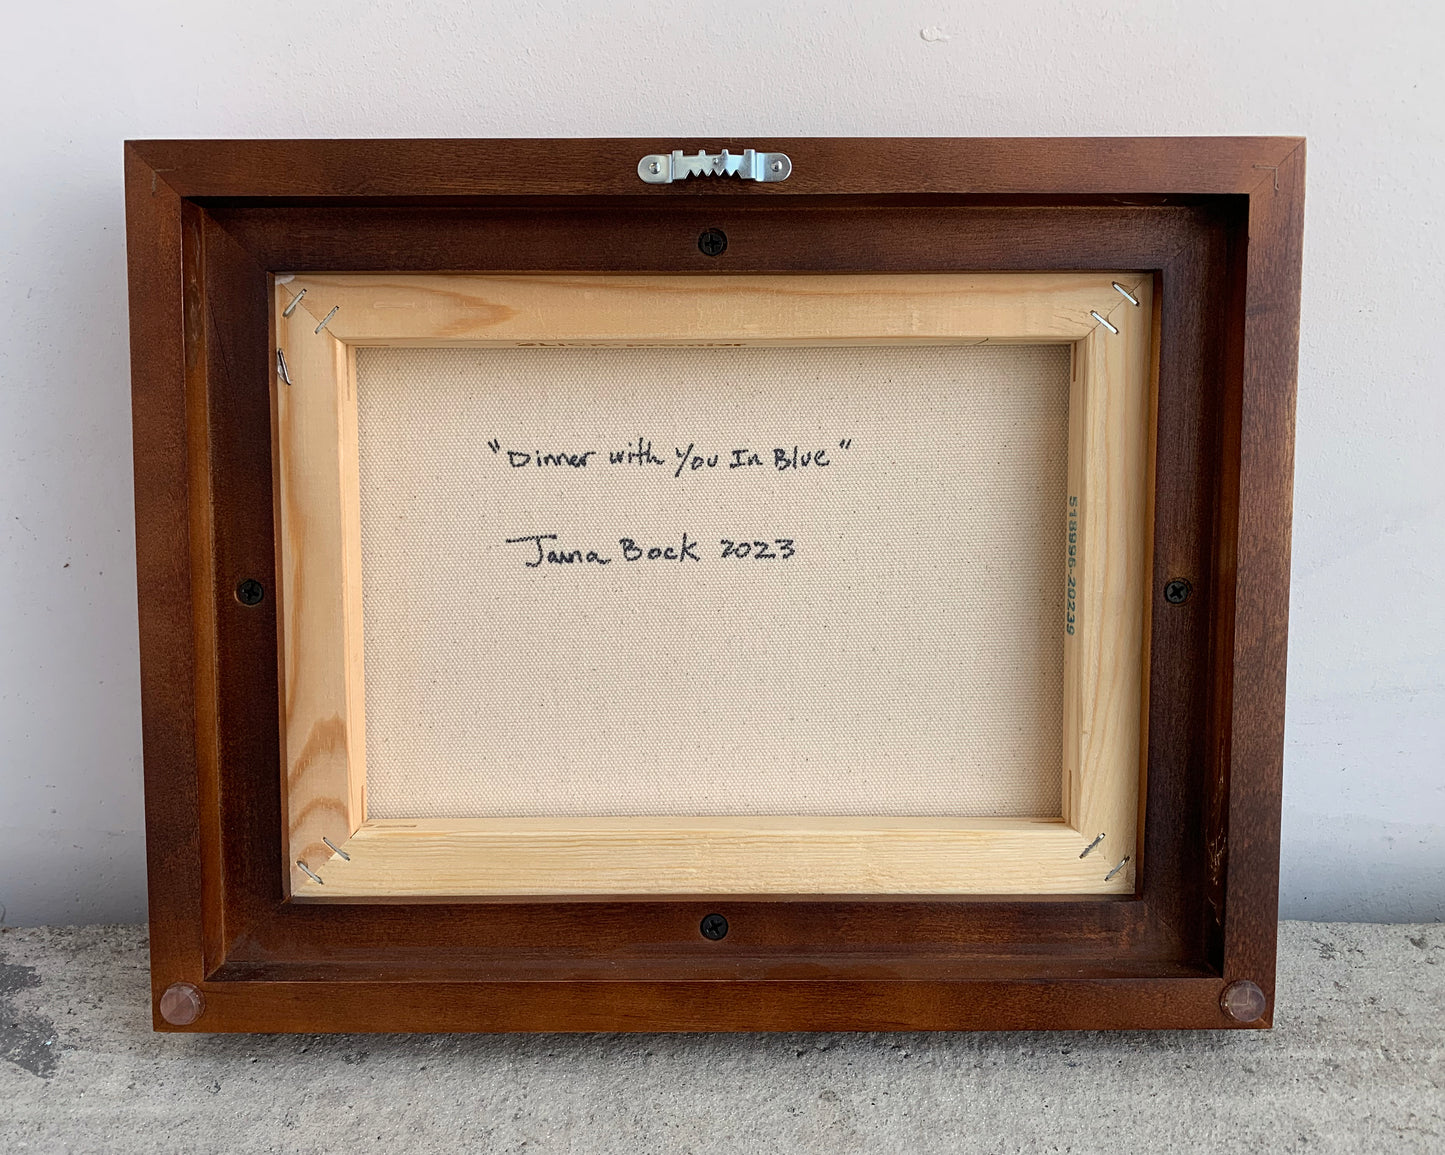 "Dinner with You In Blue"
Jana Bock 2023
518996-20239